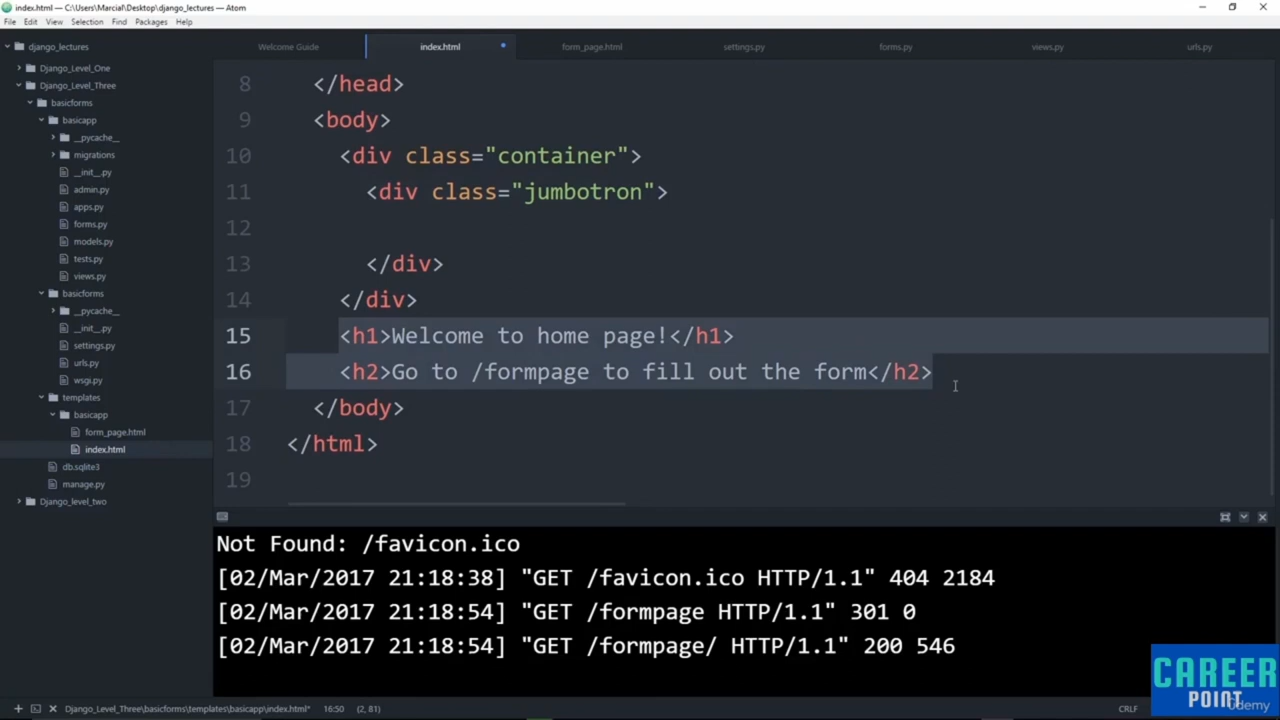 index.html — C:\Users\Marcial\Desktop\django_lectures — Atom
File Edit View Selection Find Packages Help
django_lectures
Django_Level_One
Django_Level_Three
basicforms
basicapp
__pycache__
migrations
__init__.py
admin.py
apps.py
forms.py
models.py
tests.py
views.py
basicforms
__pycache__
__init__.py
settings.py
urls.py
wsgi.py
templates
basicapp
form_page.html
index.html
db.sqlite3
manage.py
Django_level_two
Welcome Guide index.html form_page.html settings.py forms.py views.py urls.py
8 </head>
9 <body>
10 <div class="container">
11 <div class="jumbotron">
12
13 </div>
14 </div>
15 <h1>Welcome to home page!</h1>
16 <h2>Go to /formpage to fill out the form</h2>
17 </body>
18 </html>
19
Not Found: /favicon.ico
[02/Mar/2017 21:18:38] "GET /favicon.ico HTTP/1.1" 404 2184
[02/Mar/2017 21:18:54] "GET /formpage HTTP/1.1" 301 0
[02/Mar/2017 21:18:54] "GET /formpage/ HTTP/1.1" 200 546
Django_Level_Three\basicforms\templates\basicapp\index.html* 16:50 (2, 81) CRLF
CAREER
POINT
Udemy